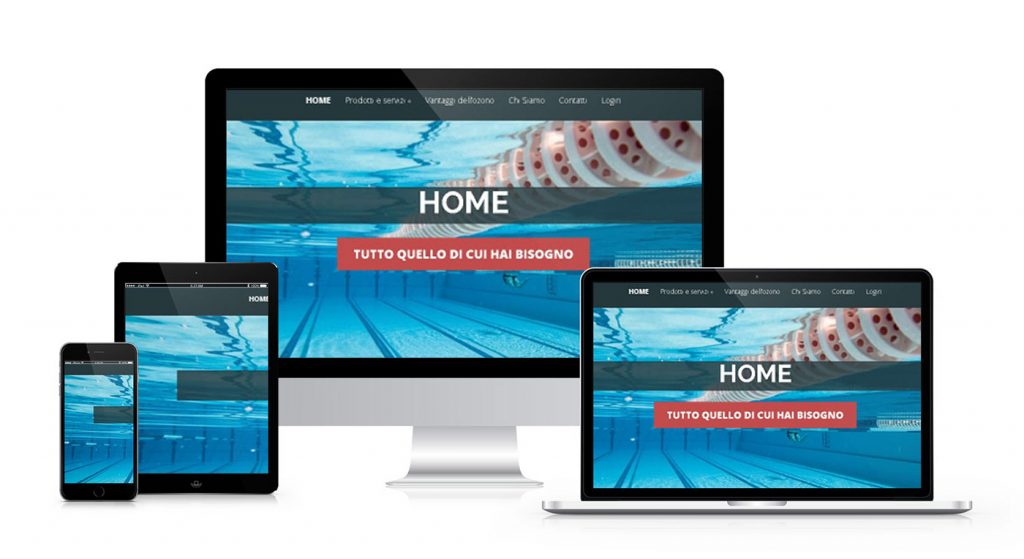 HOME Prodotti e servizi Vantaggi dell'ozono Chi Siamo Contatti Login
HOME
TUTTO QUELLO DI CUI HAI BISOGNO
HOME
HOME Prodotti e servizi Vantaggi dell'ozono Chi Siamo Contatti Login
HOME
TUTTO QUELLO DI CUI HAI BISOGNO